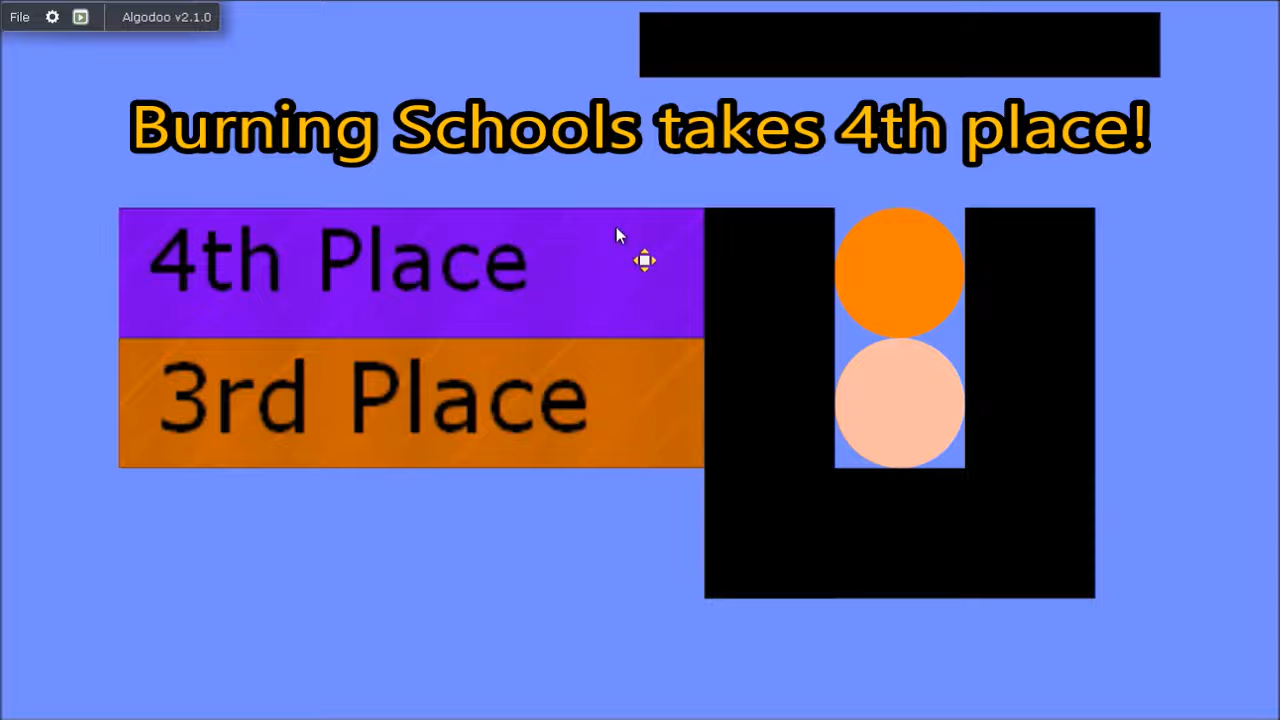 File Algodoo v2.1.0
Burning Schools takes 4th place!
4th Place
3rd Place